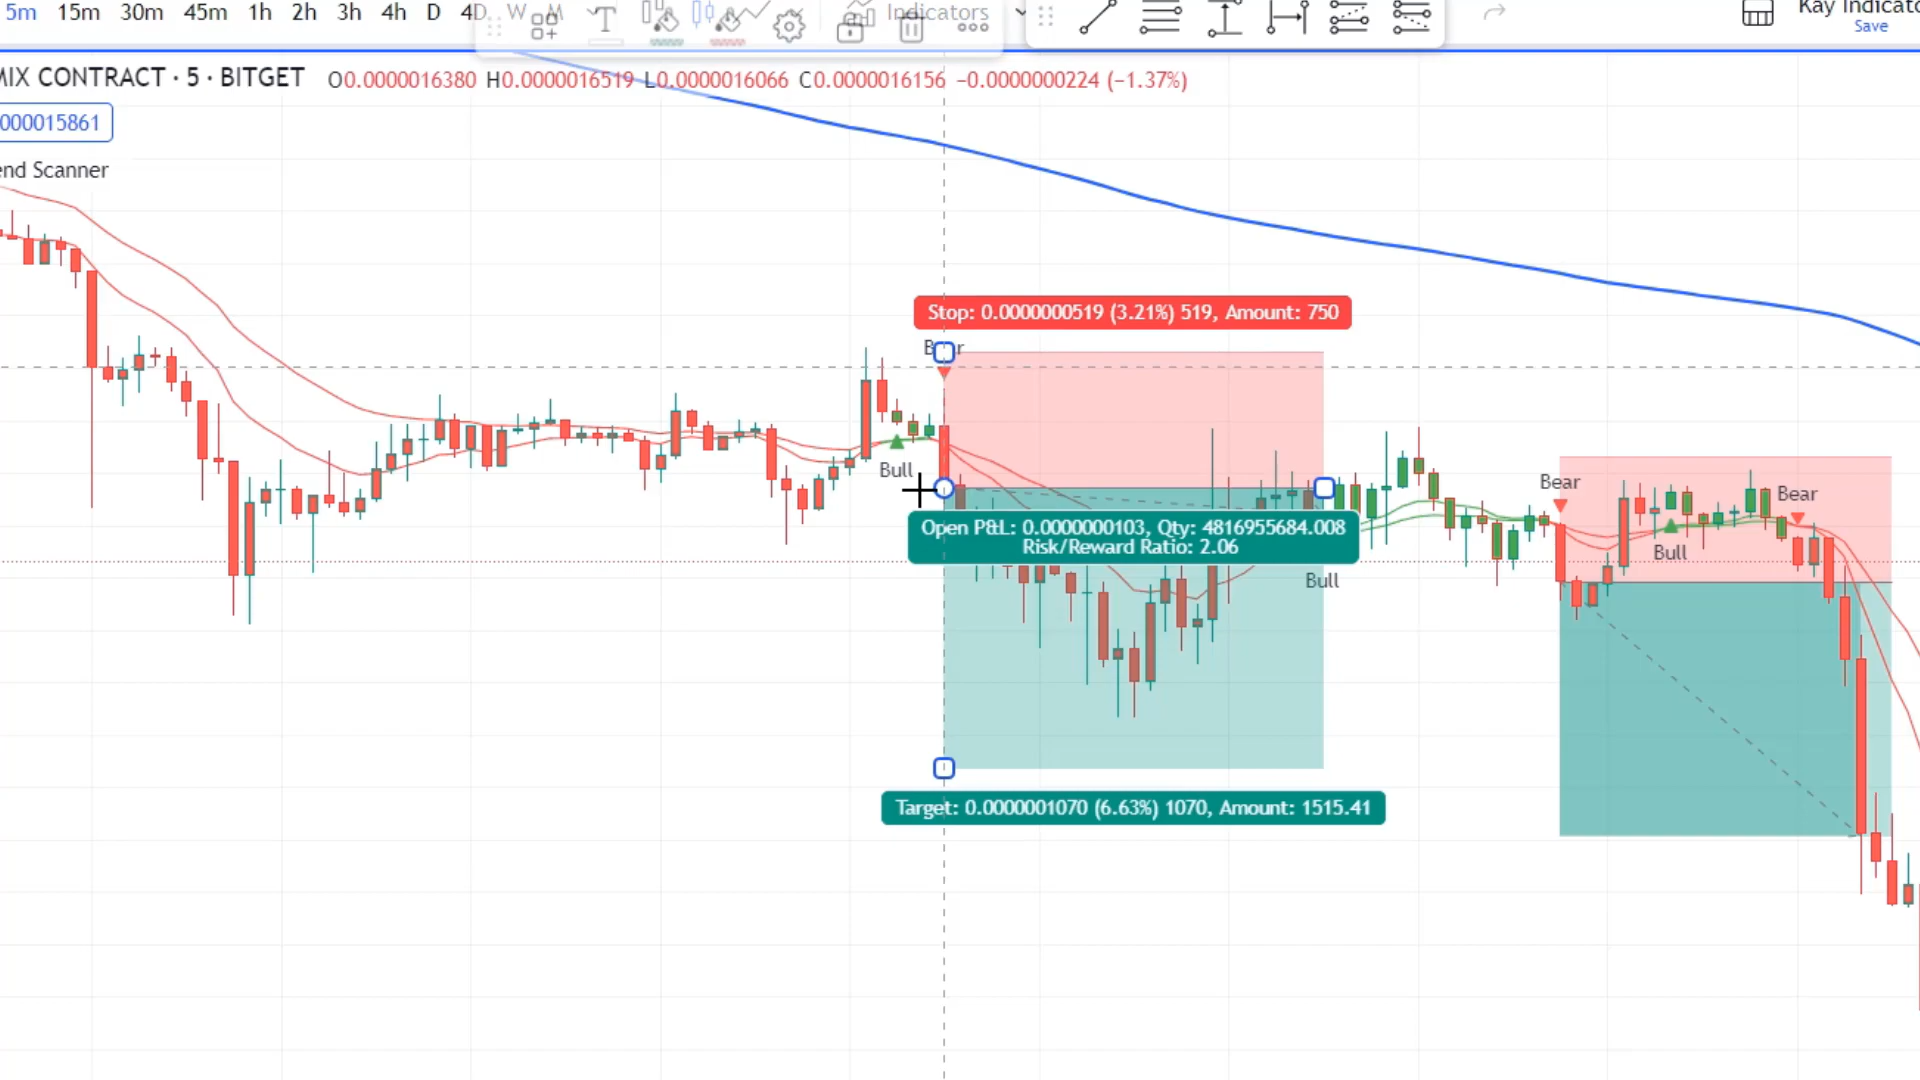 5m 15m 30m 45m 1h 2h 3h 4h D 4D W M T Indicators Kay Indicato
Save
MIX CONTRACT · 5 · BITGET O0.0000016380 H0.0000016519 L0.0000016066 C0.0000016156 −0.0000000224 (−1.37%)
000015861
end Scanner
Stop: 0.0000000519 (3.21%) 519, Amount: 750
Bear
Bull
Open P&L: 0.0000000103, Qty: 4816955684.008
Risk/Reward Ratio: 2.06
Bull
Bear
Bear
Bull
Target: 0.0000001070 (6.63%) 1070, Amount: 1515.41